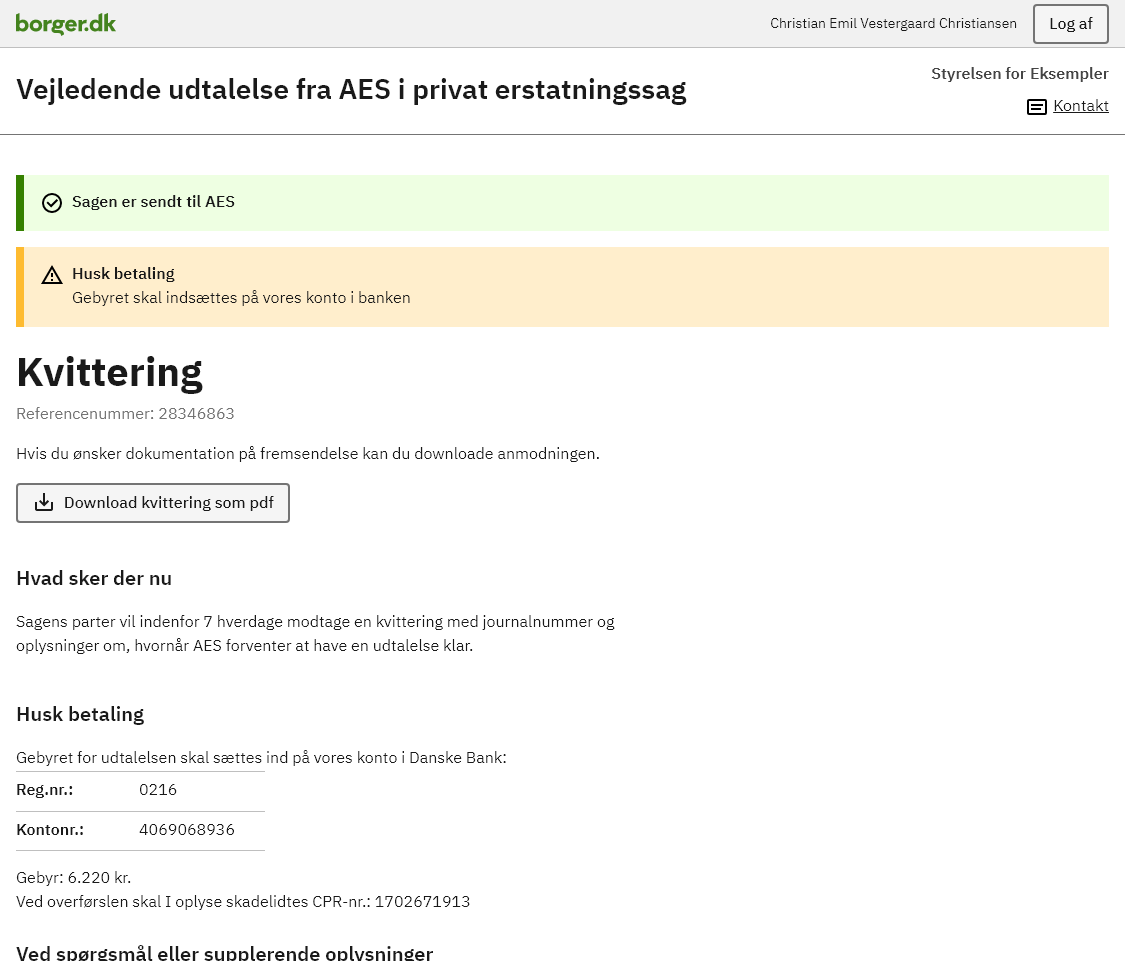 borger.dk
Christian Emil Vestergaard Christiansen
Log af
Vejledende udtalelse fra AES i privat erstatningssag
Styrelsen for Eksempler
Kontakt
Sagen er sendt til AES
Husk betaling
Gebyret skal indsættes på vores konto i banken
Kvittering
Referencenummer: 28346863
Hvis du ønsker dokumentation på fremsendelse kan du downloade anmodningen.
Download kvittering som pdf
Hvad sker der nu
Sagens parter vil indenfor 7 hverdage modtage en kvittering med journalnummer og
oplysninger om, hvornår AES forventer at have en udtalelse klar.
Husk betaling
Gebyret for udtalelsen skal sættes ind på vores konto i Danske Bank:
Reg.nr.: 0216
Kontonr.: 4069068936
Gebyr: 6.220 kr.
Ved overførslen skal I oplyse skadelidtes CPR-nr.: 1702671913
Ved spørgsmål eller supplerende oplysninger